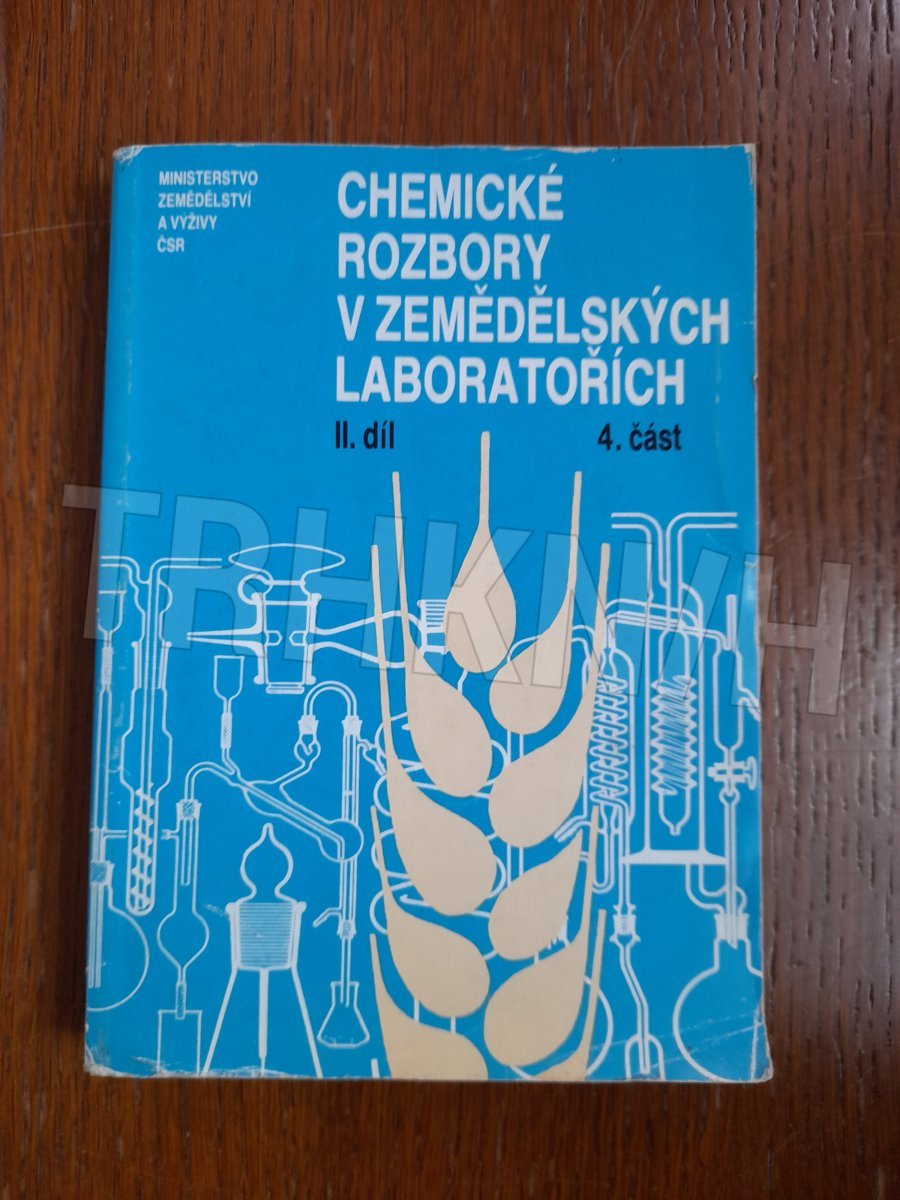 MINISTERSTVO
ZEMĚDĚLSTVÍ
A VÝŽIVY
ČSR
CHEMICKÉ
ROZBORY
V ZEMĚDĚLSKÝCH
LABORATOŘÍCH
II. díl 4. část
TRHKNIH